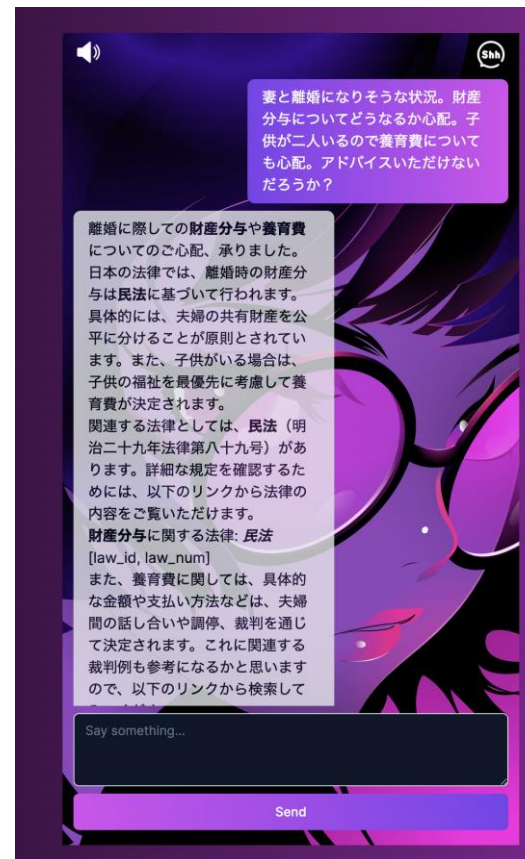 Shh
妻と離婚になりそうな状況。財産
分与についてどうなるか心配。子
供が二人いるので養育費について
も心配。アドバイスいただけない
だろうか？
離婚に際しての財産分与や養育費
についてのご心配、承りました。
日本の法律では、離婚時の財産分
与は民法に基づいて行われます。
具体的には、夫婦の共有財産を公
平に分けることが原則とされてい
ます。また、子供がいる場合は、
子供の福祉を最優先に考慮して養
育費が決定されます。
関連する法律としては、民法（明
治二十九年法律第八十九号）があ
ります。詳細な規定を確認するた
めには、以下のリンクから法律の
内容をご覧いただけます。
財産分与に関する法律: 民法
[law_id, law_num]
また、養育費に関しては、具体的
な金額や支払い方法などは、夫婦
間の話し合いや調停、裁判を通じ
て決定されます。これに関連する
裁判例も参考になるかと思います
ので、以下のリンクから検索して
Say something...
Send